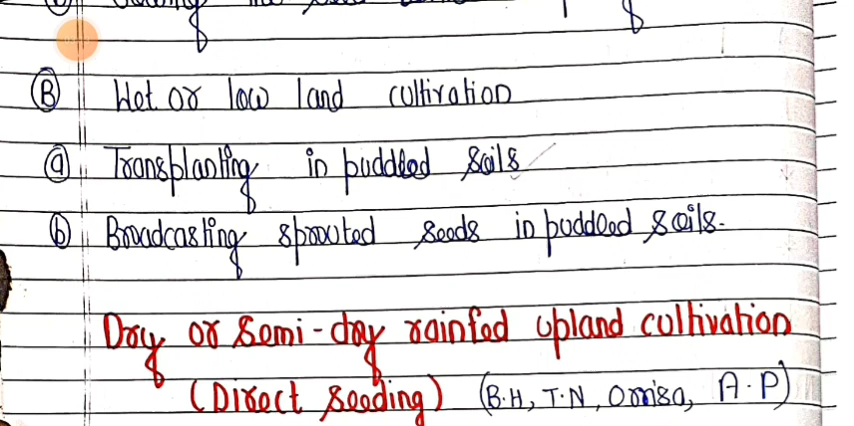 Ⓑ Wet or low land cultivation
ⓐ Transplanting in puddled soils
ⓑ Broadcasting sprouted seeds in puddled soils.
Dry or Semi-dry rainfed upland cultivation
(Direct seeding) (B.H, T.N, Orrisa, A.P)